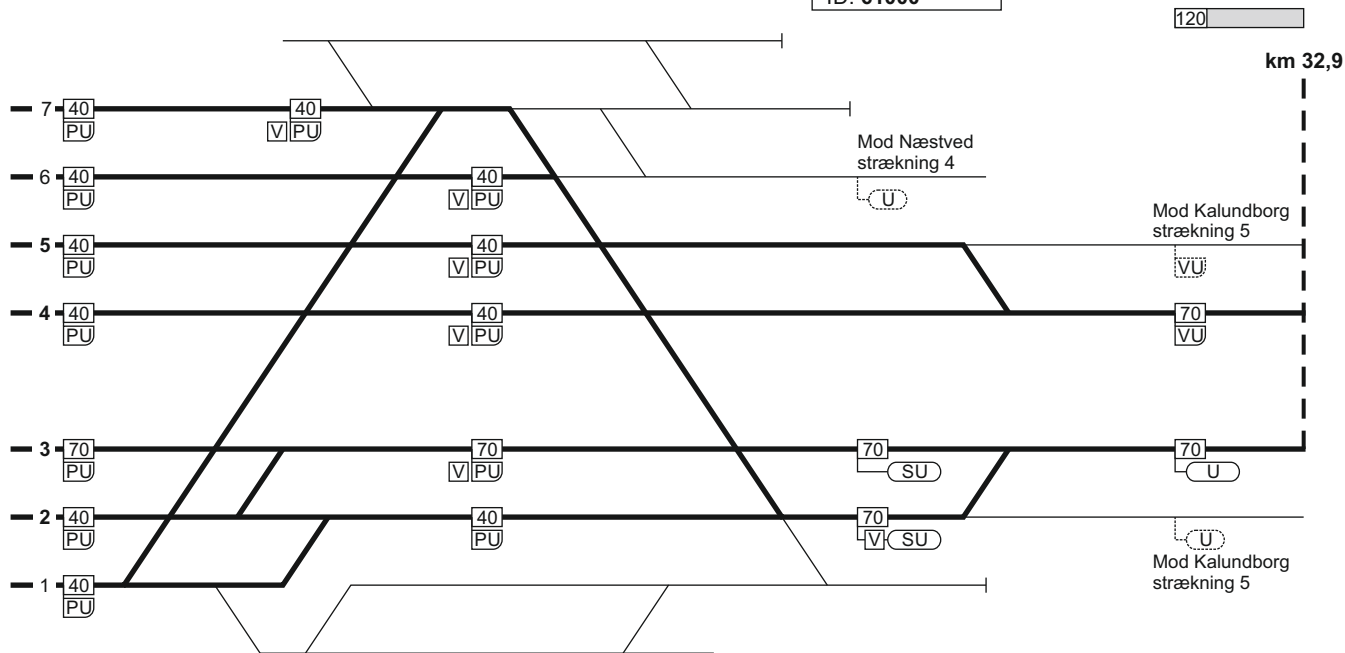 120
km 32,9
7 40 40
PU V PU
Mod Næstved
strækning 4
6 40 40
PU V PU U
Mod Kalundborg
strækning 5
5 40 40
PU V PU VU
4 40 40 70
PU V PU VU
3 70 70 70 70
PU V PU SU U
2 40 40 70
PU PU V SU U
Mod Kalundborg
strækning 5
1 40
PU